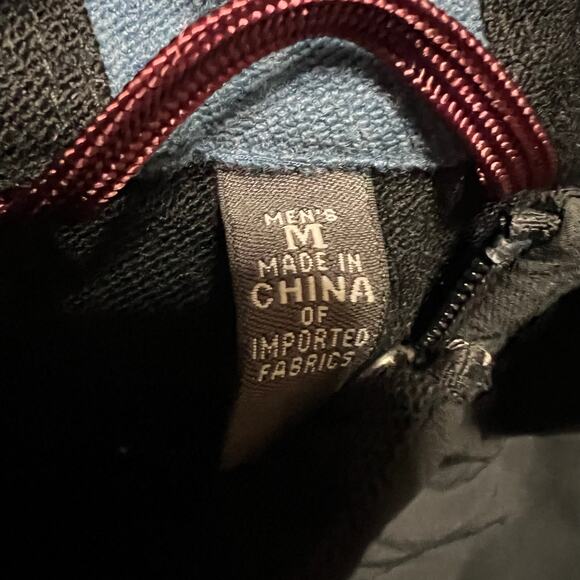 MEN'S
M
MADE IN
CHINA
OF
IMPORTED
FABRICS